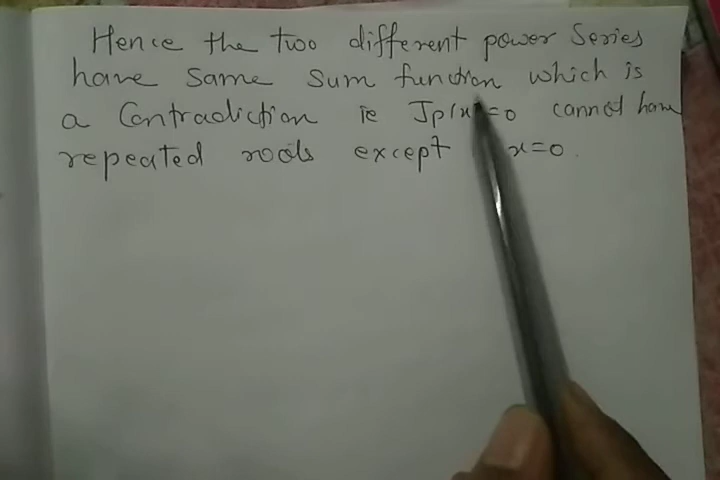 Hence the two different power series
have same sum function which is
a Contradiction ie Jp(x)=0 cannot have
repeated roots except x=0.